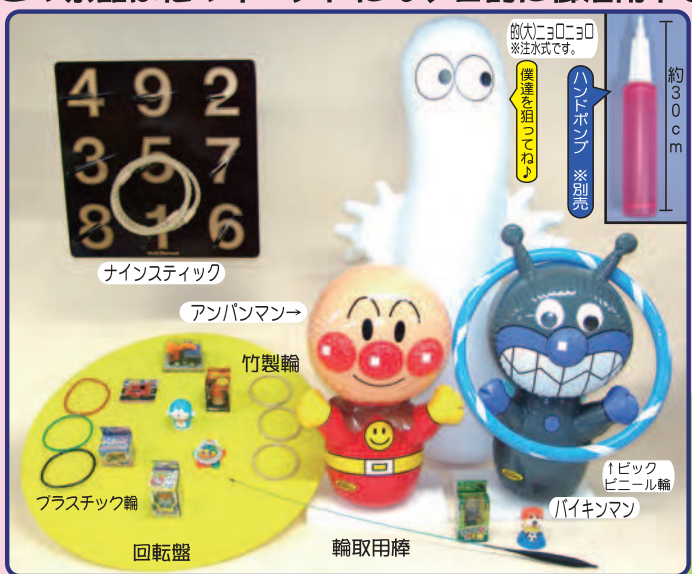 的(大)ニョロニョロ
※注水式です。
僕達を狙ってね♪
ハンドポンプ ※別売
約30cm
4 9 2
3 5 7
8 1 6
ナインスティック
アンパンマン→
竹製輪
プラスチック輪
回転盤
輪取用棒
↑ビック
ビニール輪
バイキンマン